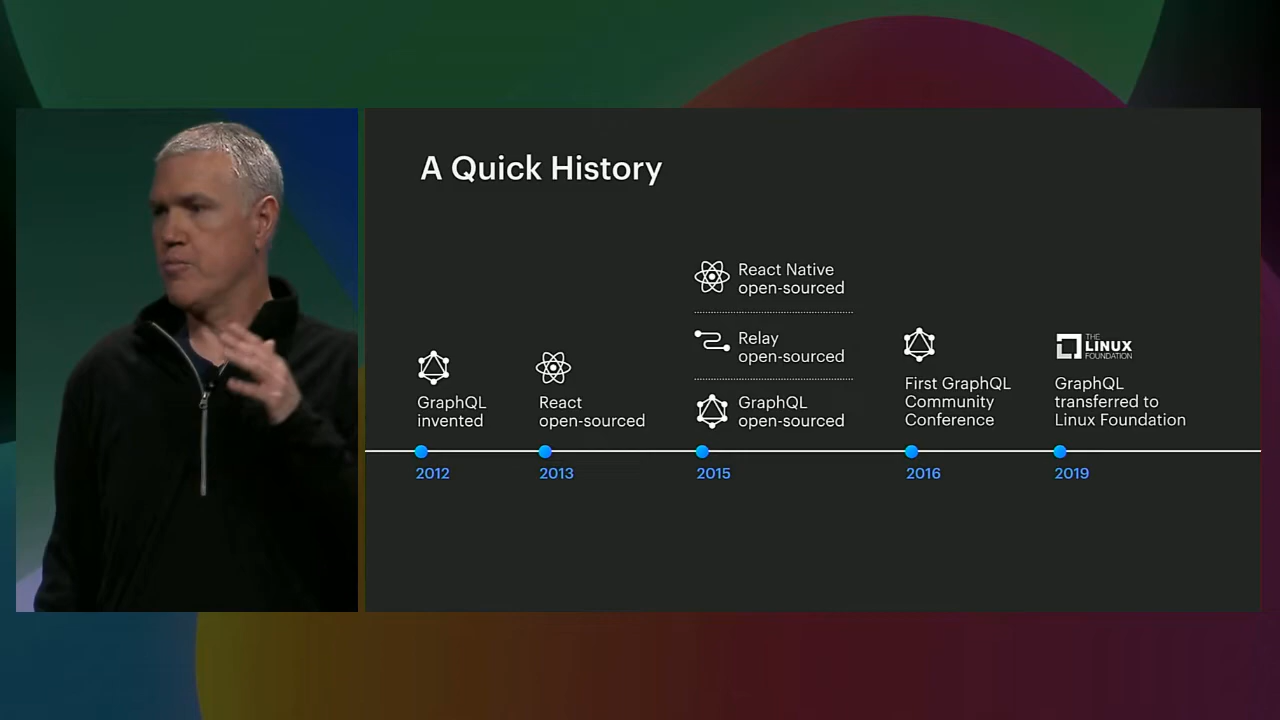 A Quick History
React Native
open-sourced
Relay
open-sourced
GraphQL
open-sourced
GraphQL
invented
React
open-sourced
First GraphQL
Community
Conference
THE
LINUX
FOUNDATION
GraphQL
transferred to
Linux Foundation
2012
2013
2015
2016
2019